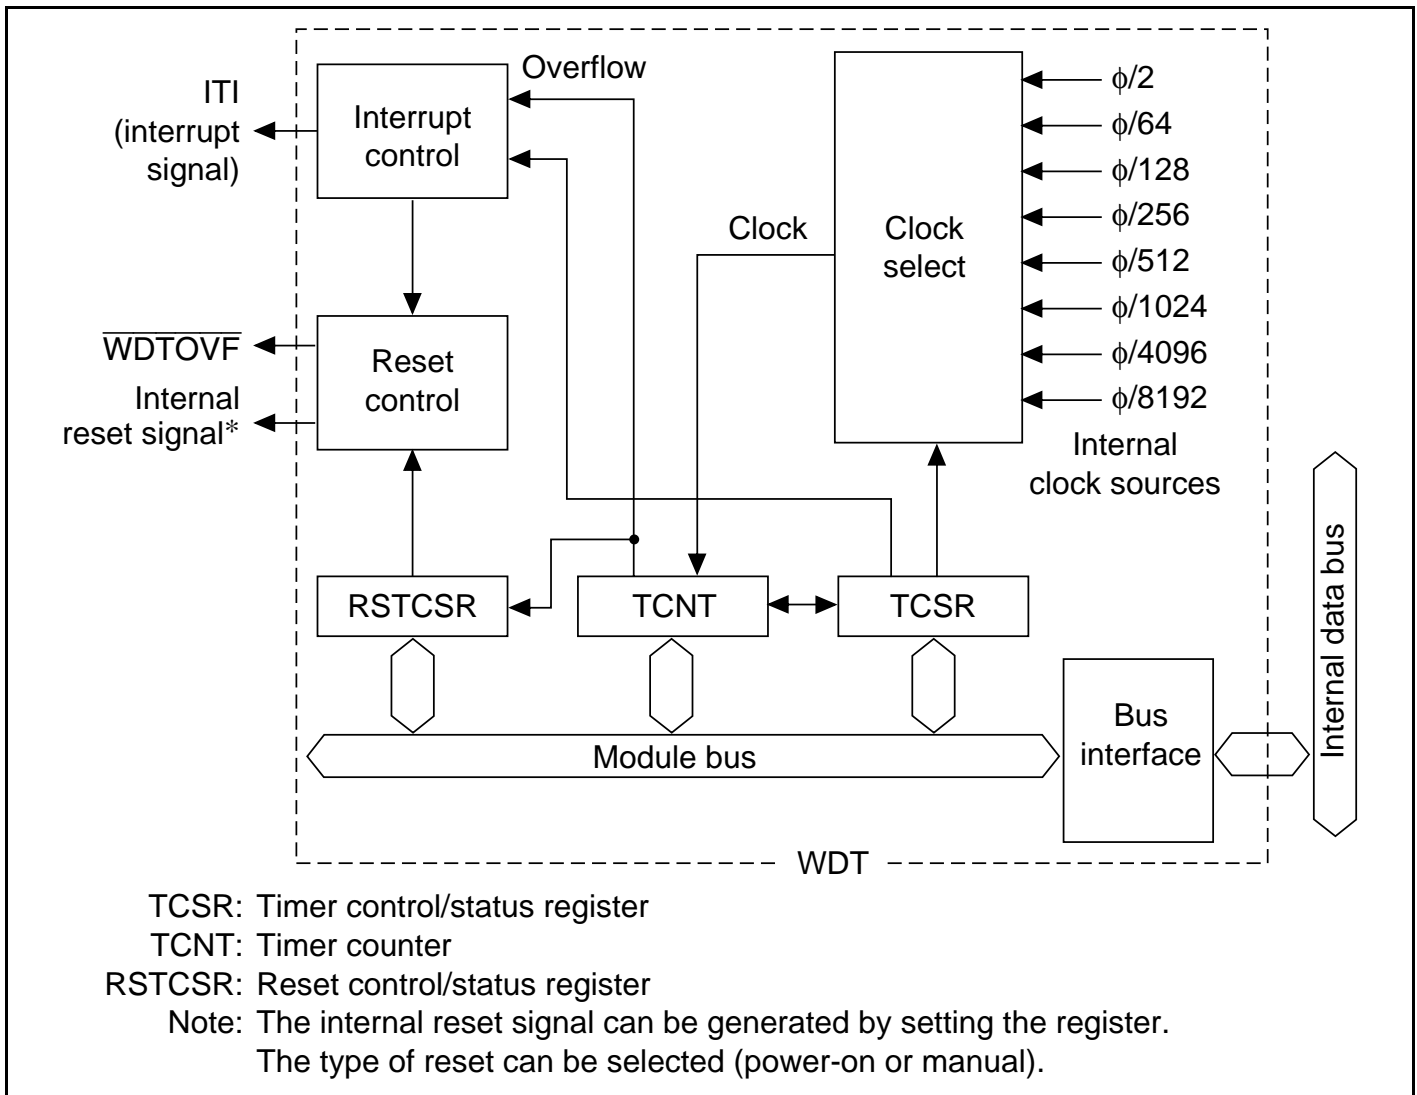 Overflow
ITI
(interrupt
signal)
Interrupt
control
Clock
Clock
select
ϕ/2
ϕ/64
ϕ/128
ϕ/256
ϕ/512
ϕ/1024
ϕ/4096
ϕ/8192
Internal
clock sources
WDTOVF
Internal
reset signal*
Reset
control
RSTCSR
TCNT
TCSR
Module bus
Bus
interface
Internal data bus
WDT
TCSR: Timer control/status register
TCNT: Timer counter
RSTCSR: Reset control/status register
Note: The internal reset signal can be generated by setting the register.
The type of reset can be selected (power-on or manual).